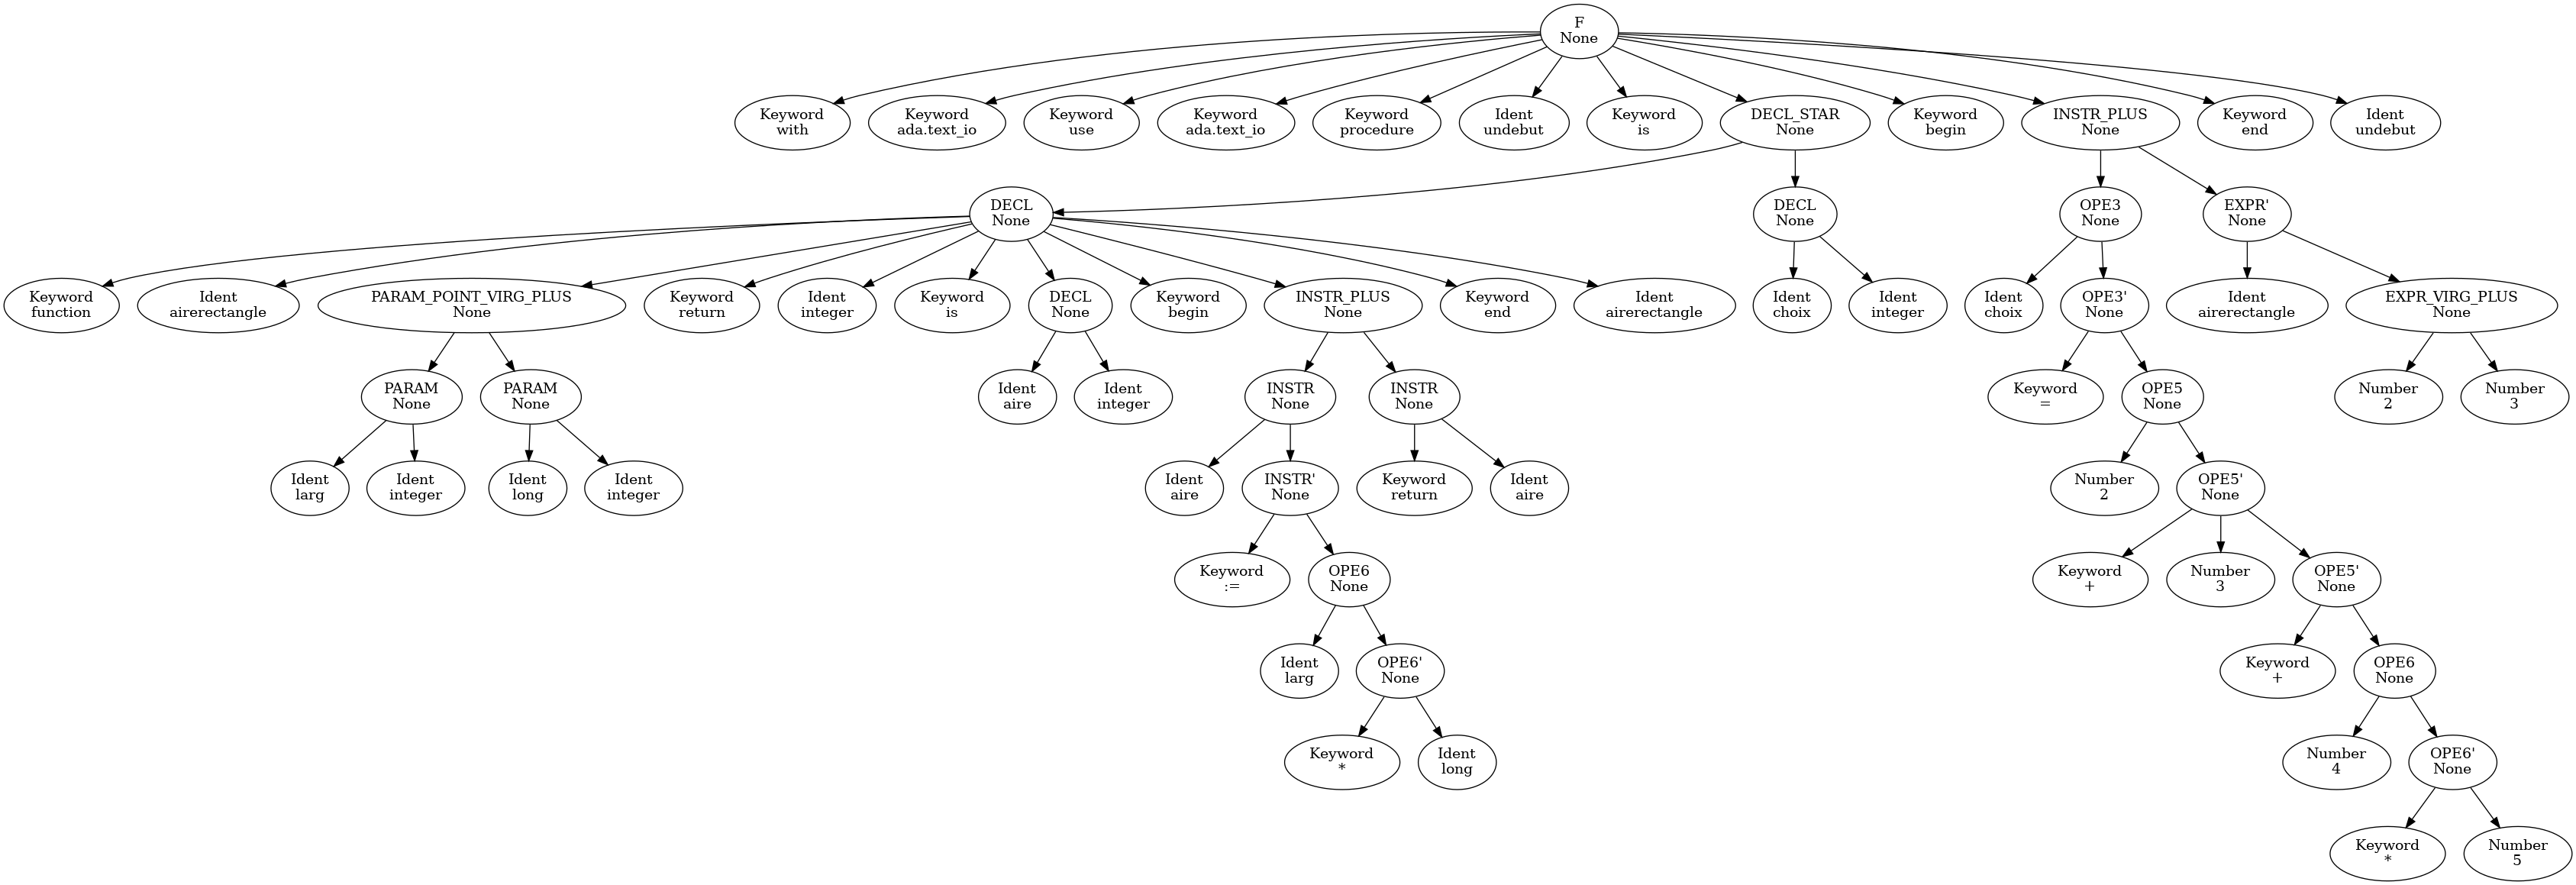 F
None
Keyword
with
Keyword
ada.text_io
Keyword
use
Keyword
ada.text_io
Keyword
procedure
Ident
undebut
Keyword
is
DECL_STAR
None
Keyword
begin
INSTR_PLUS
None
Keyword
end
Ident
undebut
DECL
None
DECL
None
OPE3
None
EXPR'
None
Keyword
function
Ident
airerectangle
PARAM_POINT_VIRG_PLUS
None
Keyword
return
Ident
integer
Keyword
is
DECL
None
Keyword
begin
INSTR_PLUS
None
Keyword
end
Ident
airerectangle
Ident
choix
Ident
integer
Ident
choix
OPE3'
None
Ident
airerectangle
EXPR_VIRG_PLUS
None
PARAM
None
PARAM
None
Ident
aire
Ident
integer
INSTR
None
INSTR
None
Keyword
=
OPE5
None
Number
2
Number
3
Ident
larg
Ident
integer
Ident
long
Ident
integer
Ident
aire
INSTR'
None
Keyword
return
Ident
aire
Number
2
OPE5'
None
Keyword
:=
OPE6
None
Keyword
+
Number
3
OPE5'
None
Ident
larg
OPE6'
None
Keyword
+
OPE6
None
Keyword
*
Ident
long
Number
4
OPE6'
None
Keyword
*
Number
5